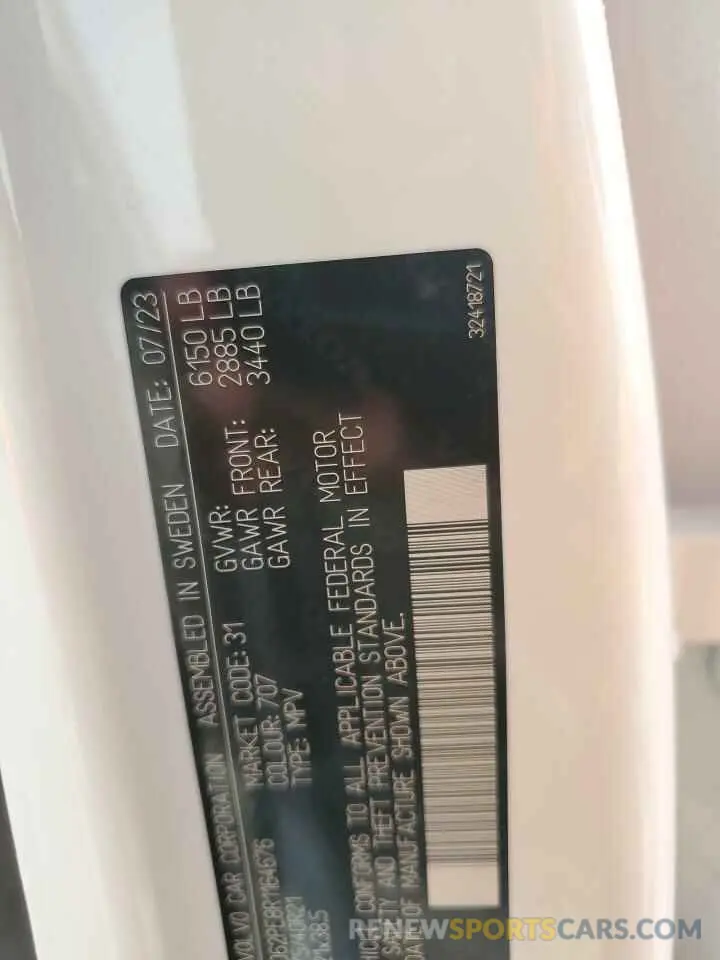 VOLVO CAR CORPORATION ASSEMBLED IN SWEDEN DATE: 07/23
MARKET CODE: 31 GVWR: 6150 LB
COLOUR: 707 GAWR FRONT: 2885 LB
TYPE: MPV GAWR REAR: 3440 LB
CONFORMS TO ALL APPLICABLE FEDERAL MOTOR
SAFETY AND THEFT PREVENTION STANDARDS IN EFFECT
DATE OF MANUFACTURE SHOWN ABOVE.
32418721
RENEWSPORTSCARS.COM